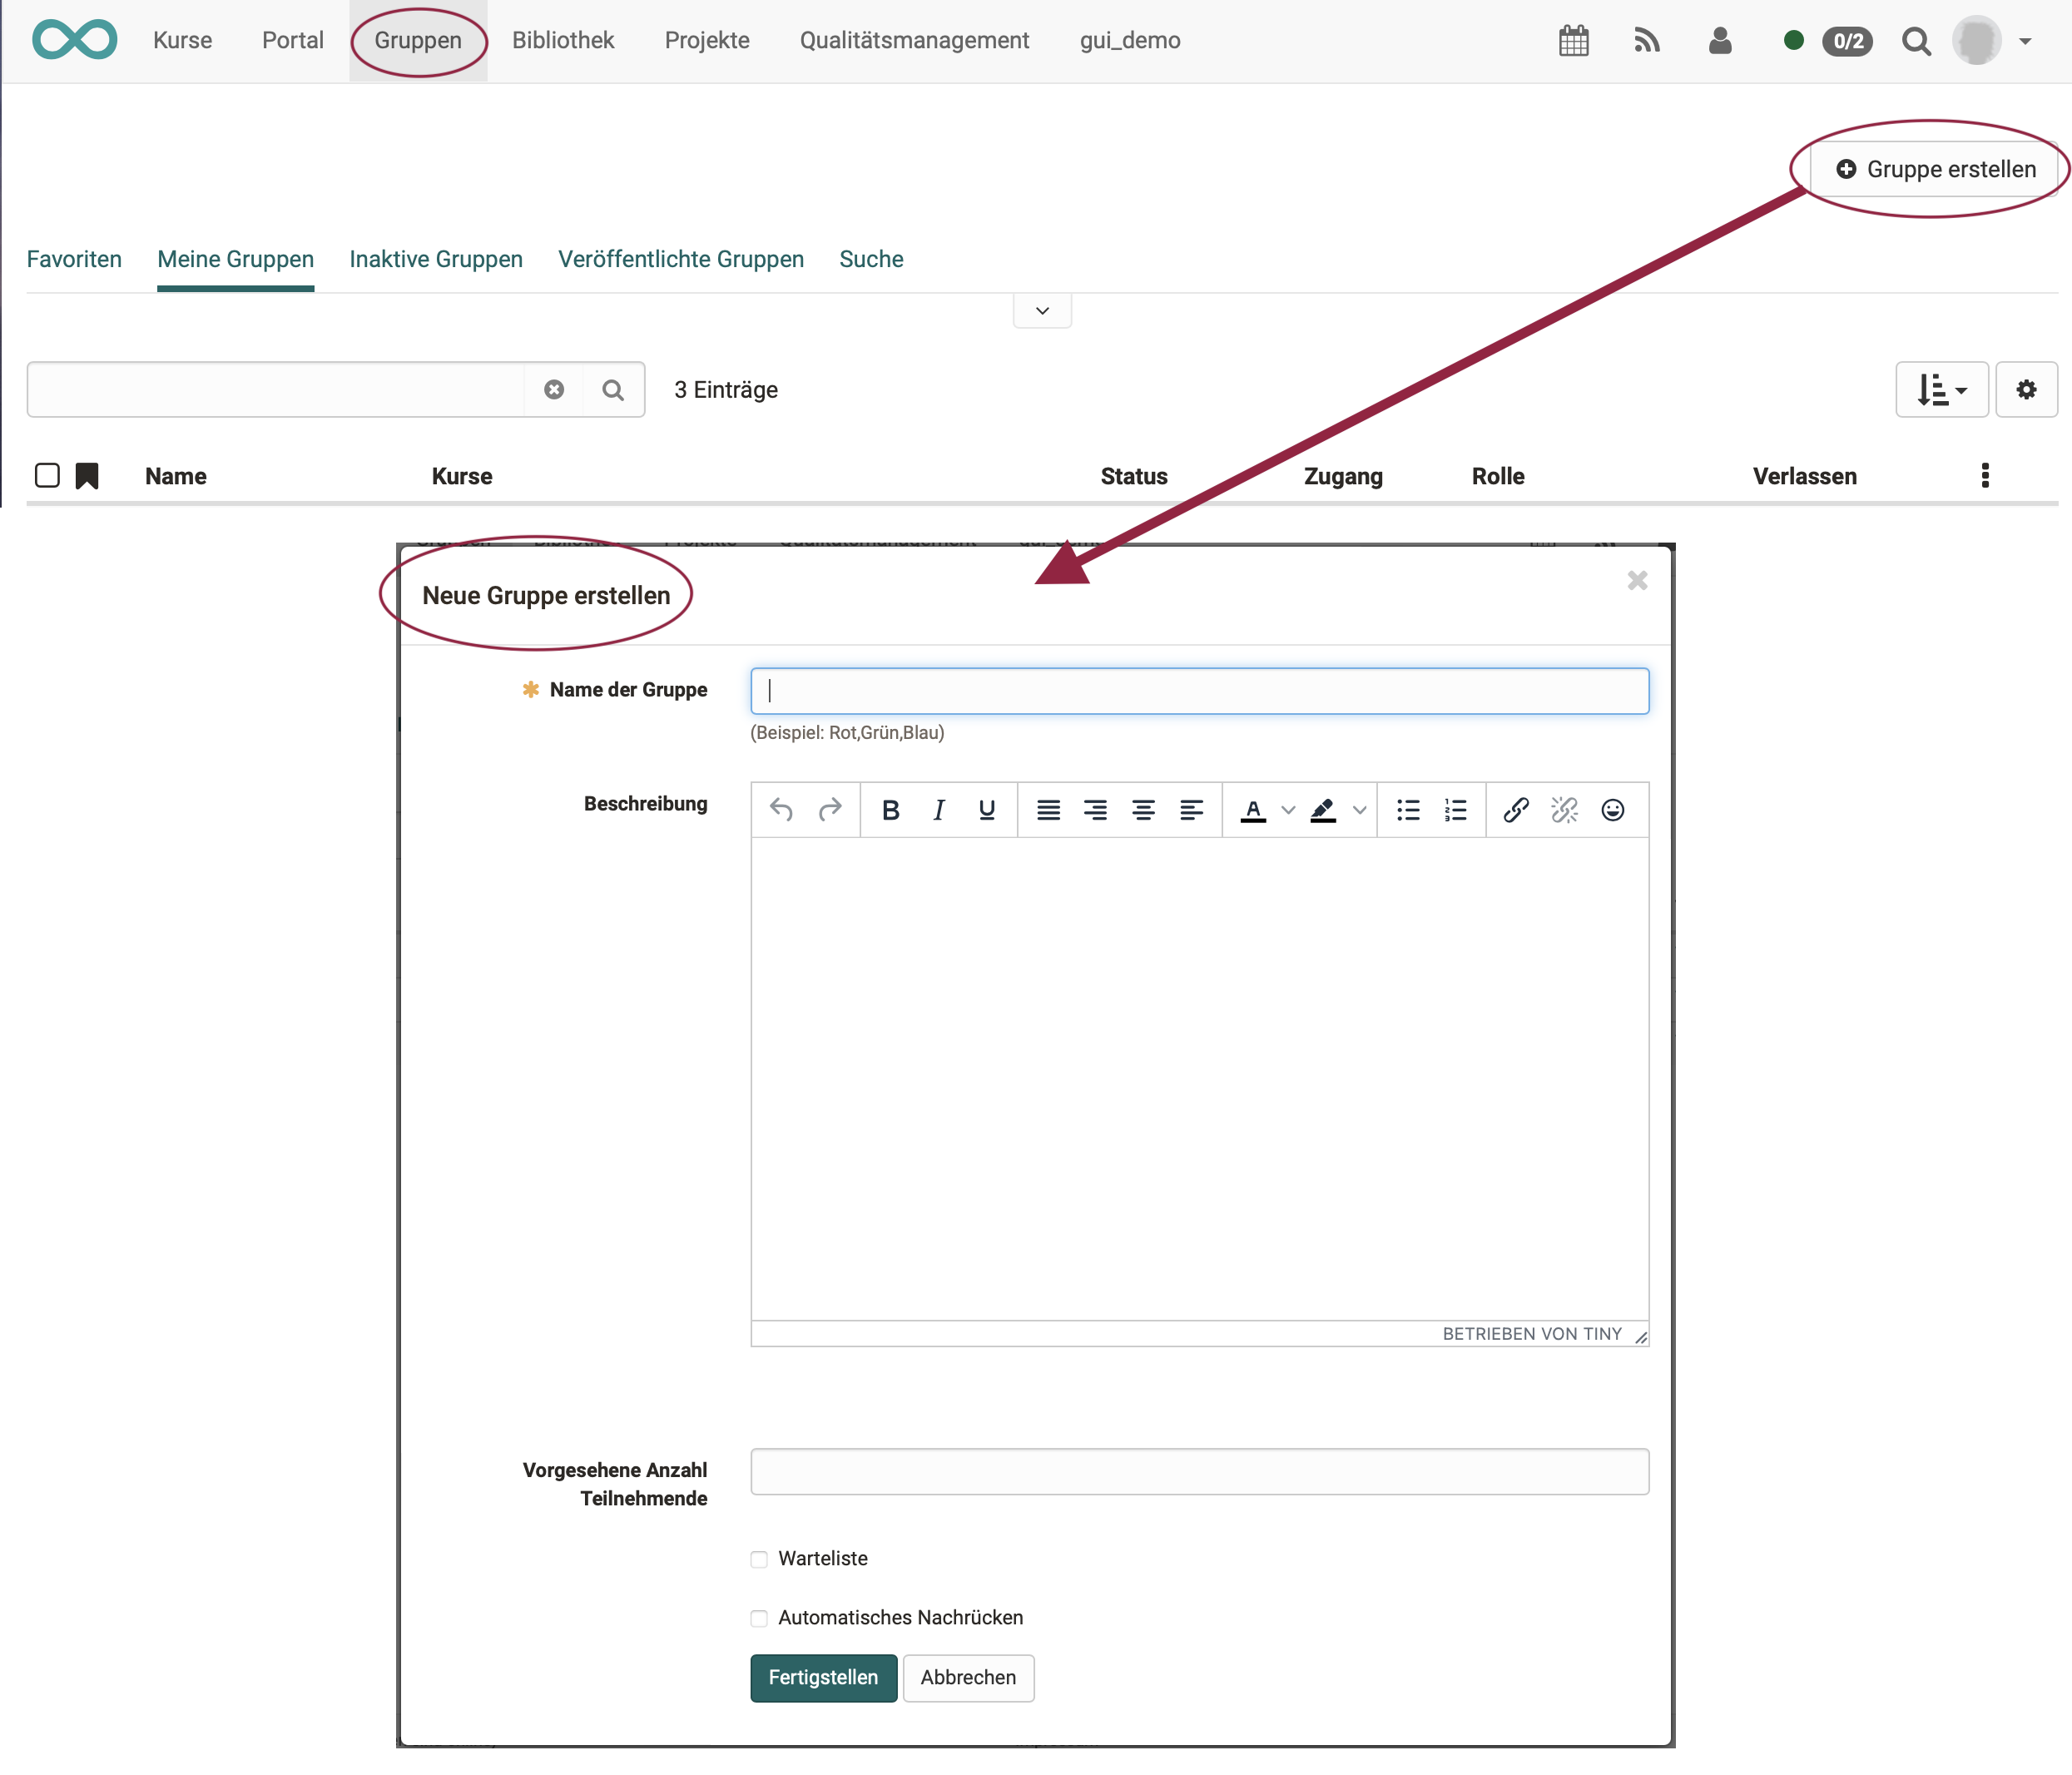 Kurse Portal Gruppen Bibliothek Projekte Qualitätsmanagement gui_demo 0/2
Gruppe erstellen
Favoriten Meine Gruppen Inaktive Gruppen Veröffentlichte Gruppen Suche
3 Einträge
Name Kurse Status Zugang Rolle Verlassen
Neue Gruppe erstellen
Name der Gruppe
(Beispiel: Rot,Grün,Blau)
Beschreibung
B I U A
BETRIEBEN VON TINY
Vorgesehene Anzahl
Teilnehmende
Warteliste
Automatisches Nachrücken
Fertigstellen Abbrechen